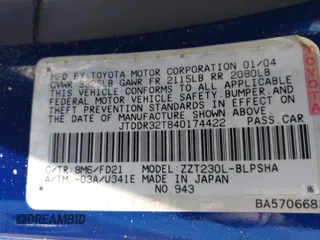 MFD BY TOYOTA MOTOR CORPORATION 01/04
GVWR 3395LB GAWR FR 2115LB RR 2080LB
THIS VEHICLE CONFORMS TO ALL APPLICABLE
FEDERAL MOTOR VEHICLE SAFETY, BUMPER, AND
THEFT PREVENTION STANDARDS IN EFFECT ON
THE DATE OF MANUFACTURE SHOWN ABOVE.
JTDDR32T840174422 PASS.CAR
C/TR: 8M6/FD21 MODEL: ZZT230L-BLPSHA
A/TM -03A/U341E MADE IN JAPAN
NO. 943
BA570668
DREAMBID